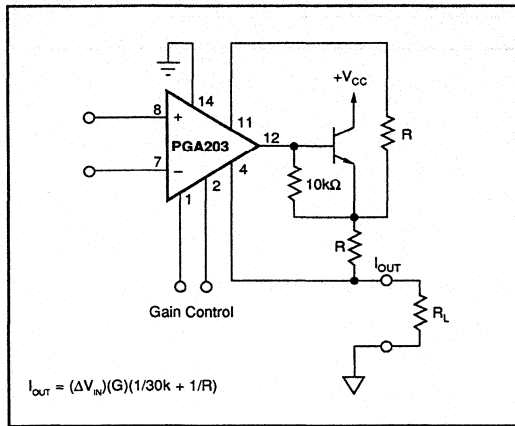 +V_CC
14
11
8
+
12
R
PGA203
7
−
4
1
2
10kΩ
R
I_OUT
Gain Control
R_L
I_OUT = (ΔV_IN)(G)(1/30k + 1/R)